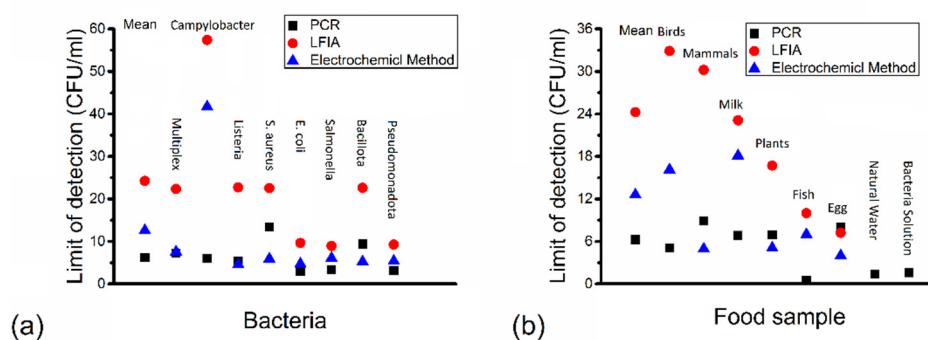 60
50
40
30
20
10
0
Limit of detection (CFU/ml)
Mean
Campylobacter
PCR
LFIA
Electrochemicl Method
Multiplex
Listeria
S. aureus
E. coli
Salmonella
Bacillota
Pseudomonadota
(a)
Bacteria
36
30
24
18
12
6
0
Limit of detection (CFU/ml)
Mean Birds
Mammals
PCR
LFIA
Electrochemicl Method
Milk
Plants
Fish
Egg
Natural Water
Bacteria Solution
(b)
Food sample